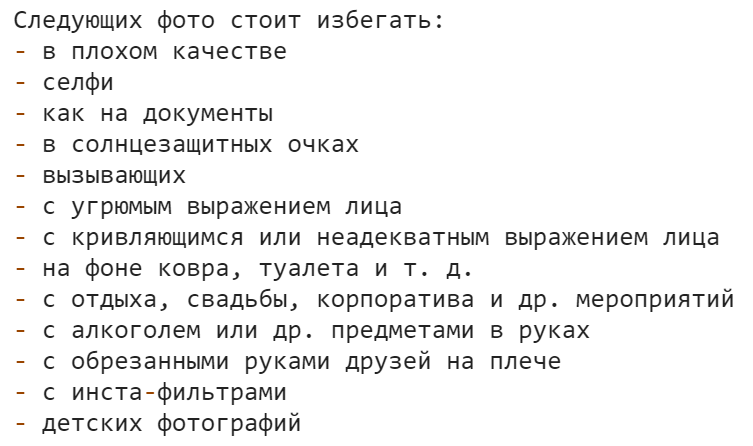 Следующих фото стоит избегать:
- в плохом качестве
- селфи
- как на документы
- в солнцезащитных очках
- вызывающих
- с угрюмым выражением лица
- с кривляющимся или неадекватным выражением лица
- на фоне ковра, туалета и т. д.
- с отдыха, свадьбы, корпоратива и др. мероприятий
- с алкоголем или др. предметами в руках
- с обрезанными руками друзей на плече
- с инста-фильтрами
- детских фотографий